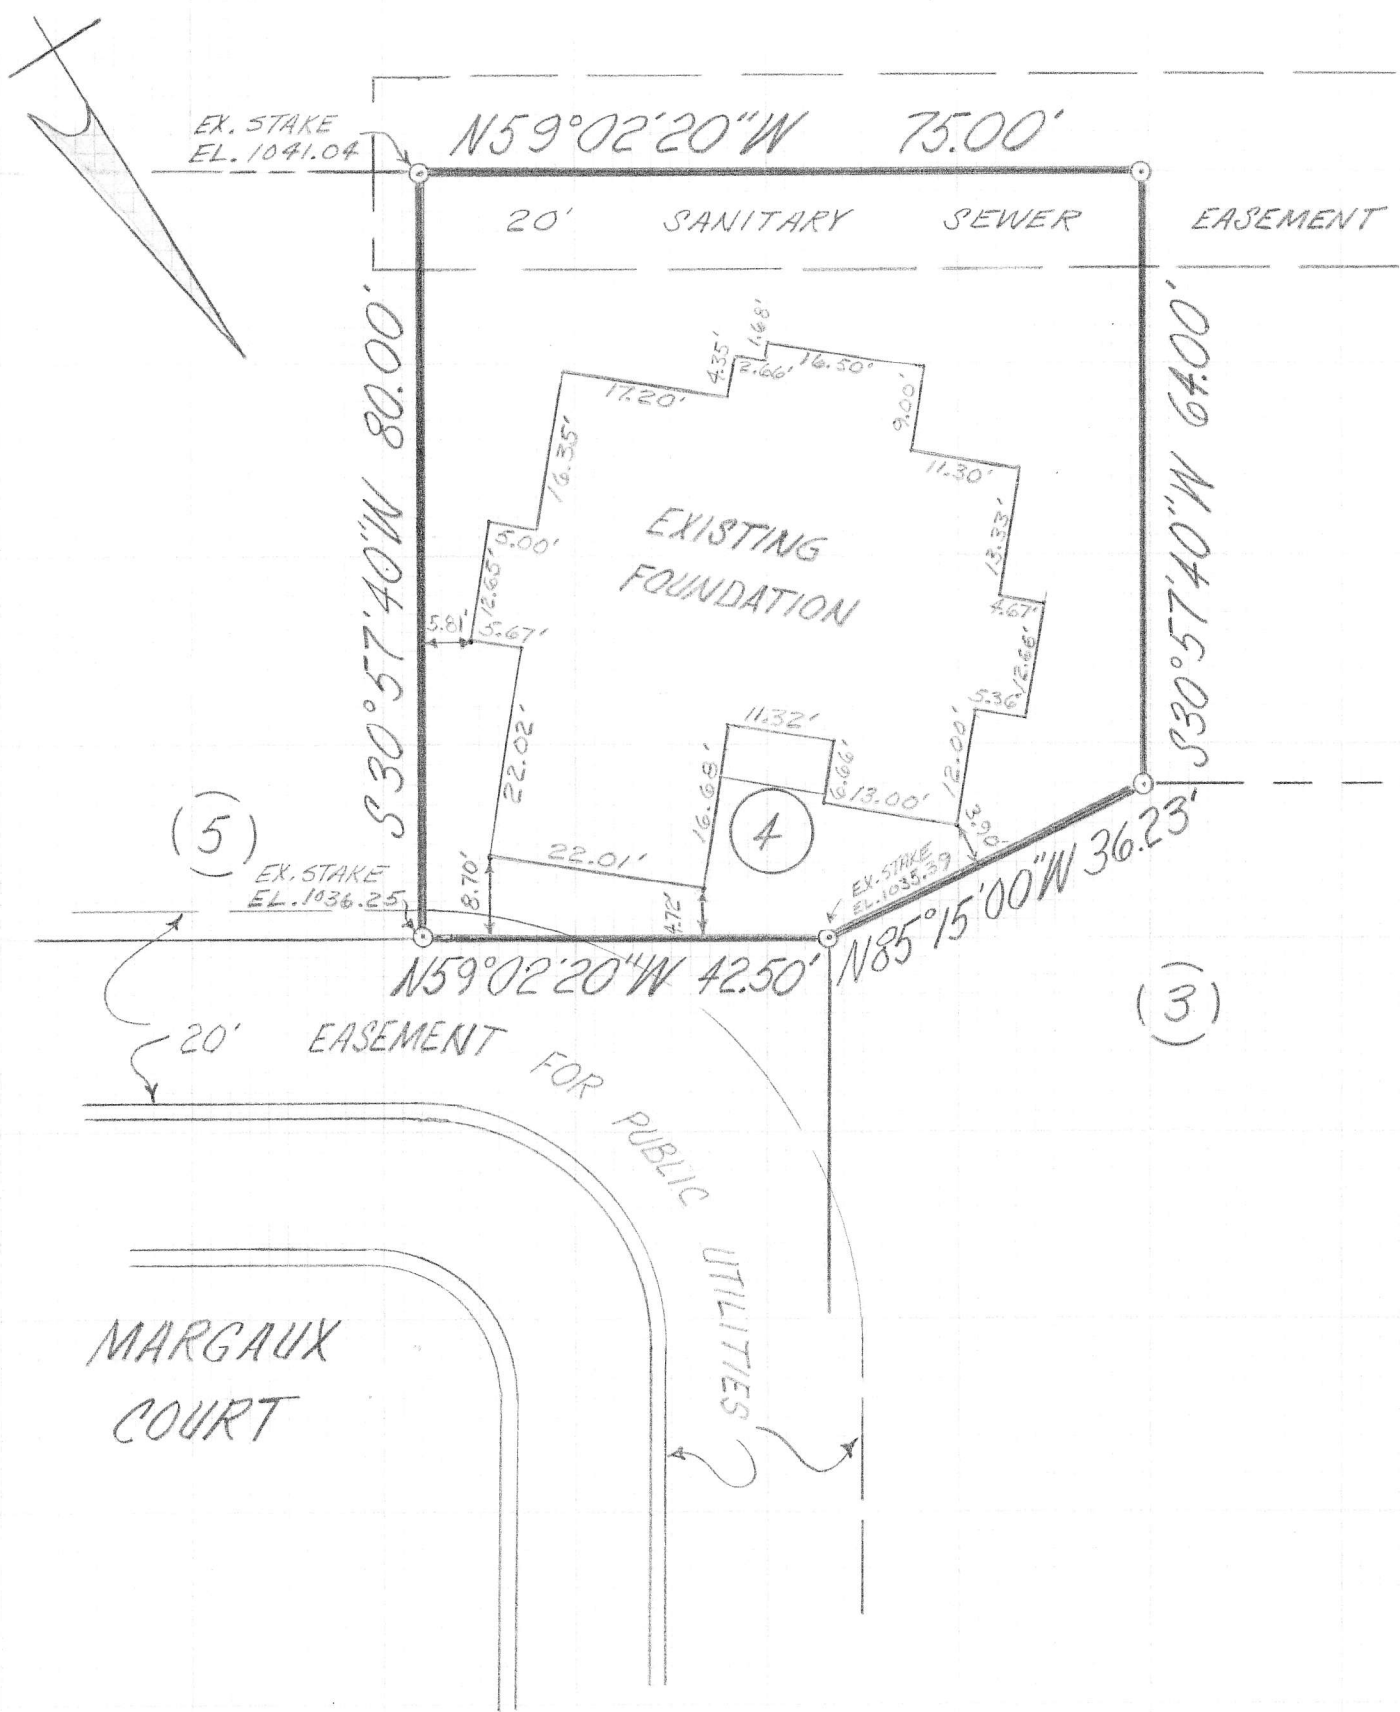 EX. STAKE
EL. 1041.04
N59°02'20"W 75.00'
20' SANITARY SEWER EASEMENT
S30°57'40"W 80.00'
S30°57'40"W 64.00'
17.20'
4.35'
2.66'
1.68'
16.50'
9.00'
11.30'
16.35'
13.33'
5.00'
EXISTING
FOUNDATION
12.65'
4.67'
5.81'
5.67'
12.66'
5.36'
22.02'
11.32'
12.00'
16.68'
6.66'
13.00'
4
3.90'
22.01'
8.70'
4.72'
(5)
EX. STAKE
EL. 1036.25
EX. STAKE
EL. 1035.39
N59°02'20"W 42.50'
N85°15'00"W 36.23'
(3)
20' EASEMENT FOR PUBLIC UTILITIES
MARGAUX
COURT